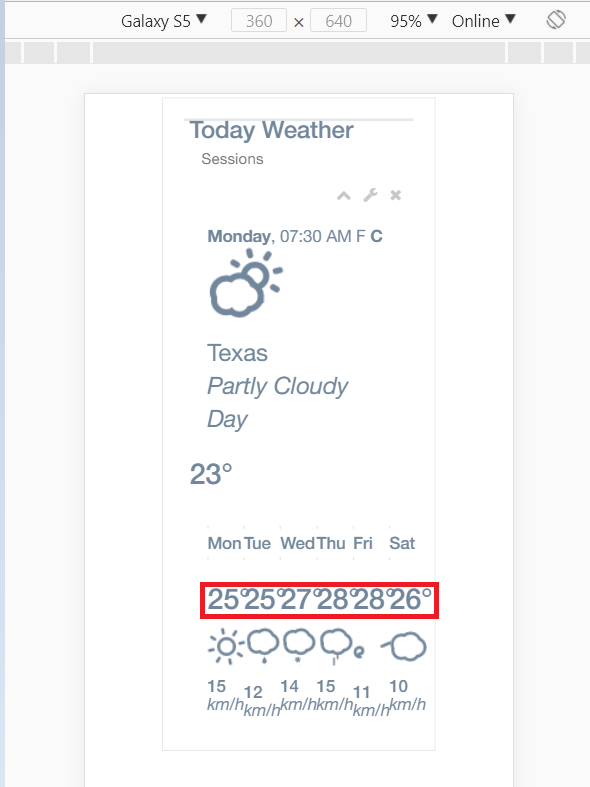 Galaxy S5 ▼ 360 × 640 95% ▼ Online ▼
Today Weather
Sessions
Monday, 07:30 AM F C
Texas
Partly Cloudy
Day
23°
Mon Tue Wed Thu Fri Sat
25° 25° 27° 28° 28° 26°
15 12 14 15 11 10
km/h km/h km/h km/h km/h km/h